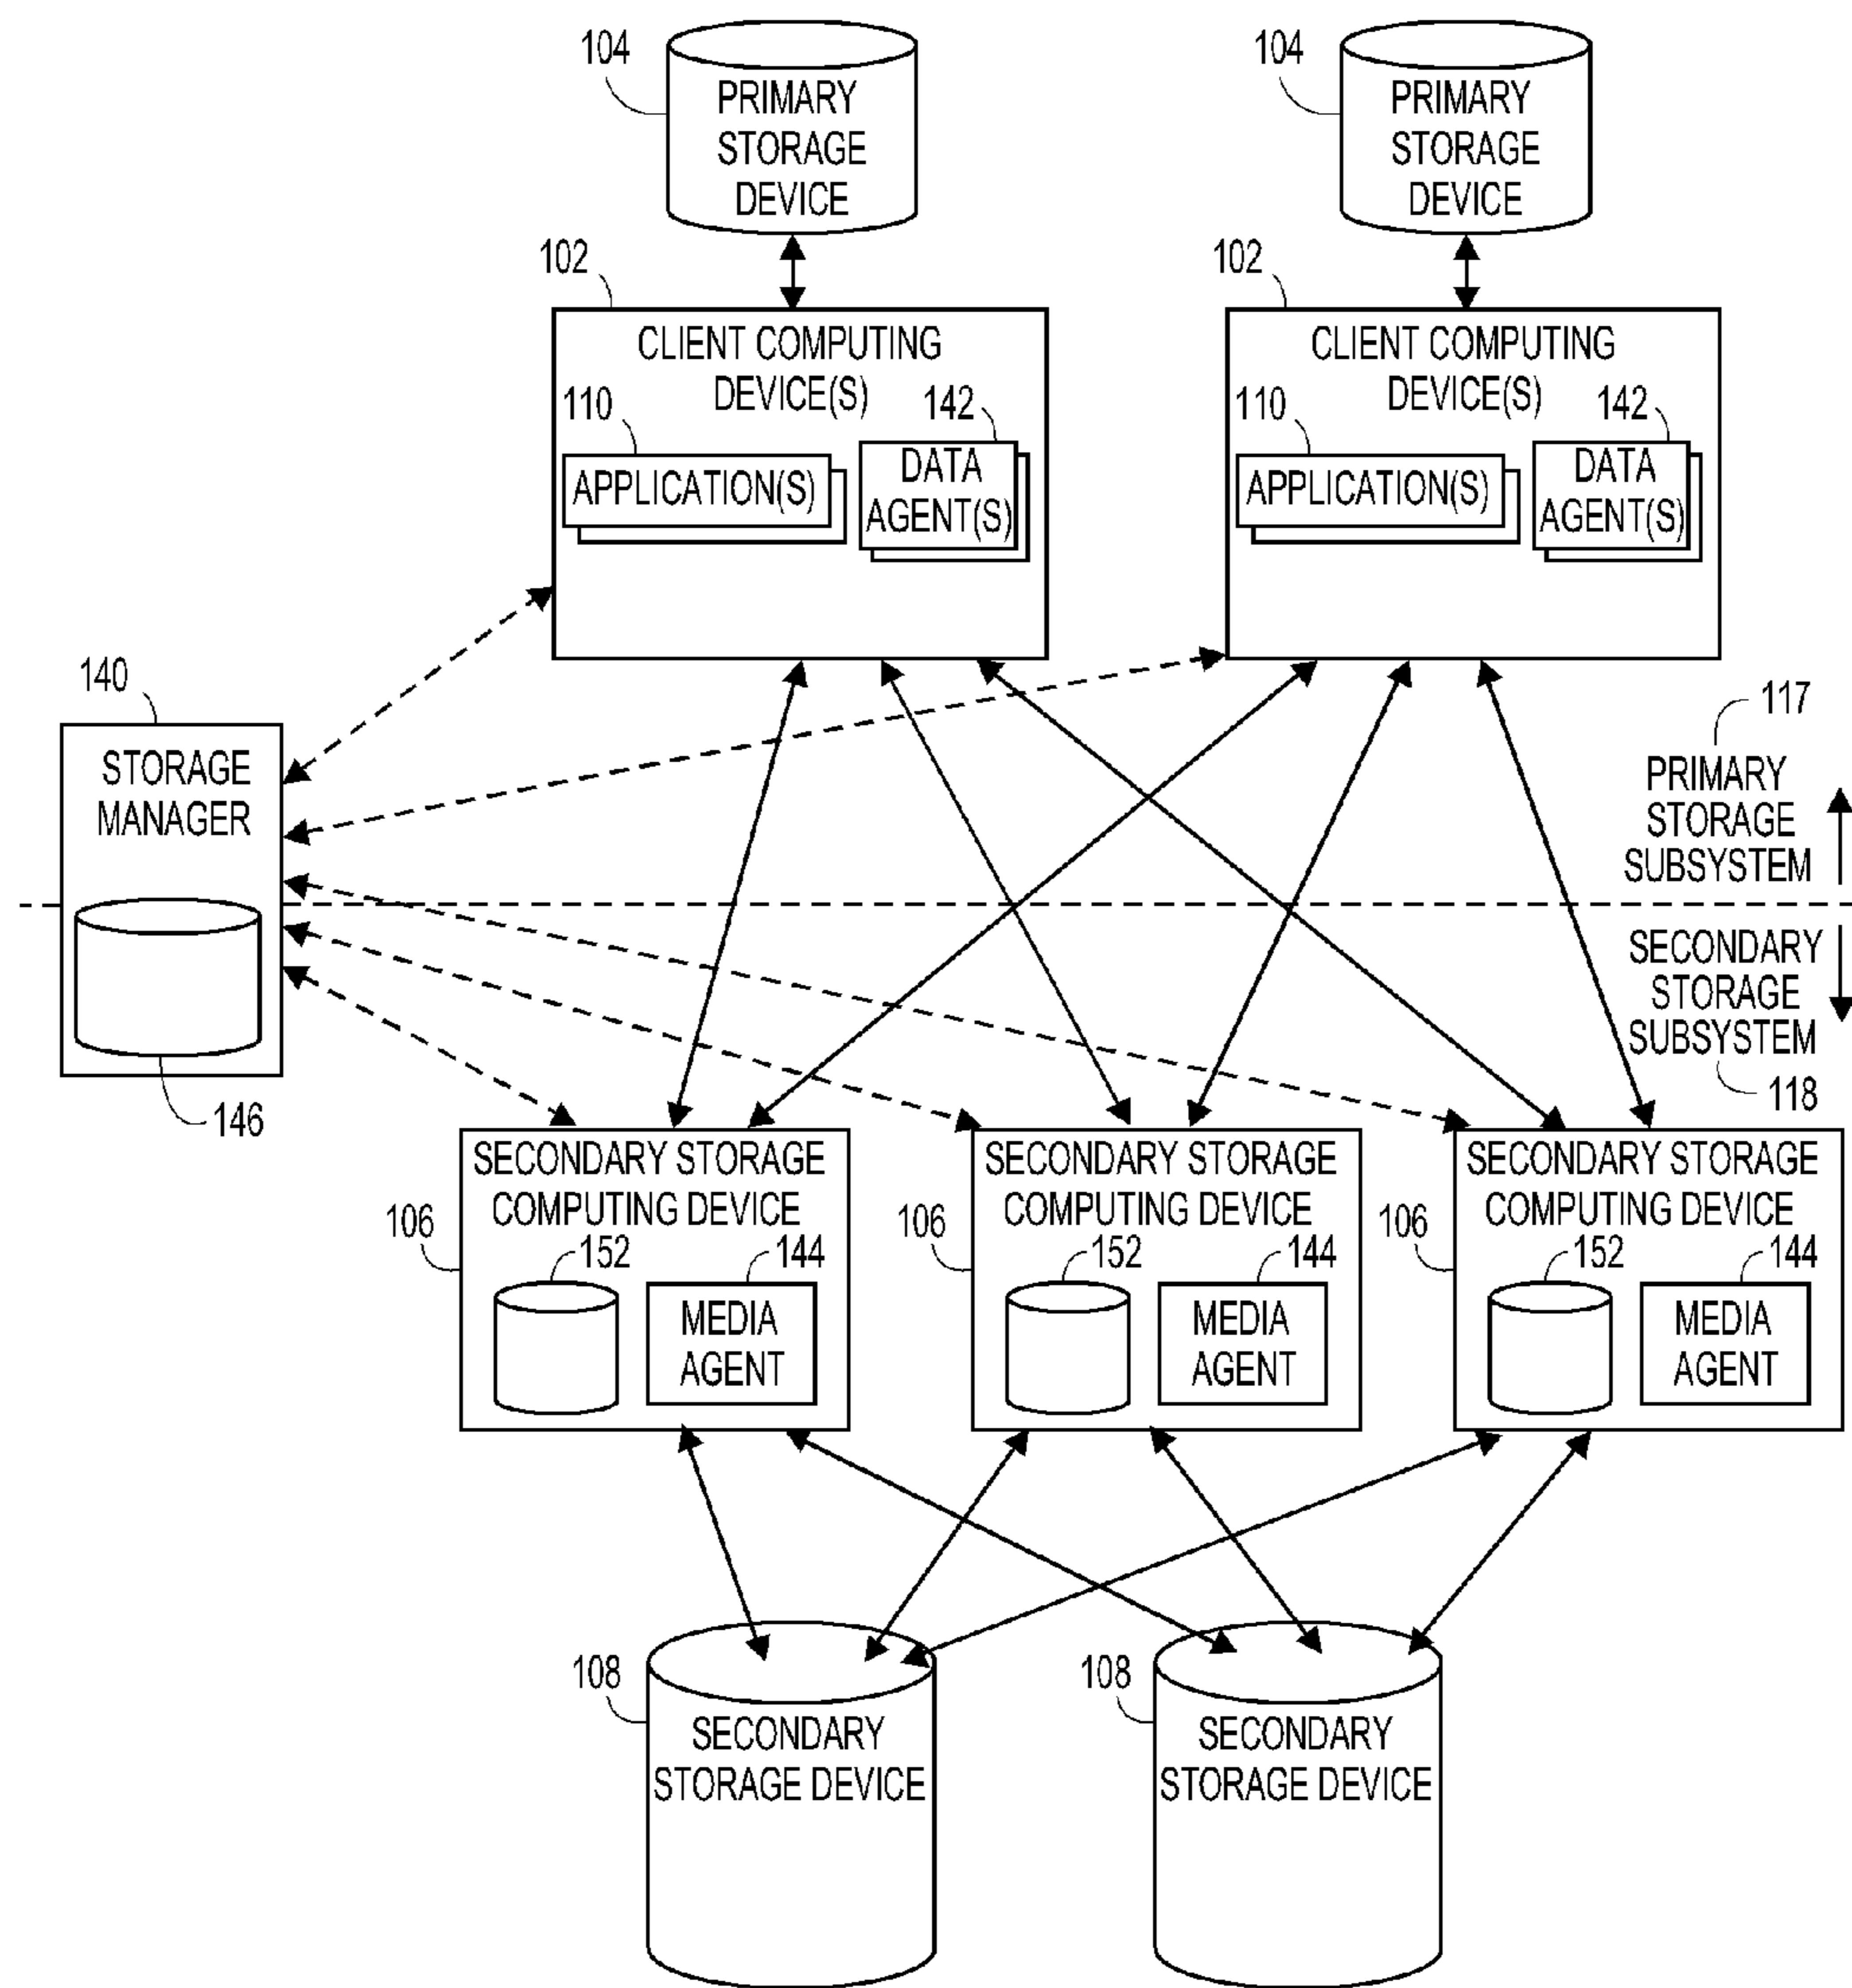 104
PRIMARY
STORAGE
DEVICE
104
PRIMARY
STORAGE
DEVICE
102
CLIENT COMPUTING
DEVICE(S)
110
APPLICATION(S)
142
DATA
AGENT(S)
102
CLIENT COMPUTING
DEVICE(S)
110
APPLICATION(S)
142
DATA
AGENT(S)
140
STORAGE
MANAGER
146
117
PRIMARY
STORAGE
SUBSYSTEM
SECONDARY
STORAGE
SUBSYSTEM
118
106
SECONDARY STORAGE
COMPUTING DEVICE
152
144
MEDIA
AGENT
106
SECONDARY STORAGE
COMPUTING DEVICE
152
144
MEDIA
AGENT
106
SECONDARY STORAGE
COMPUTING DEVICE
152
144
MEDIA
AGENT
108
SECONDARY
STORAGE DEVICE
108
SECONDARY
STORAGE DEVICE